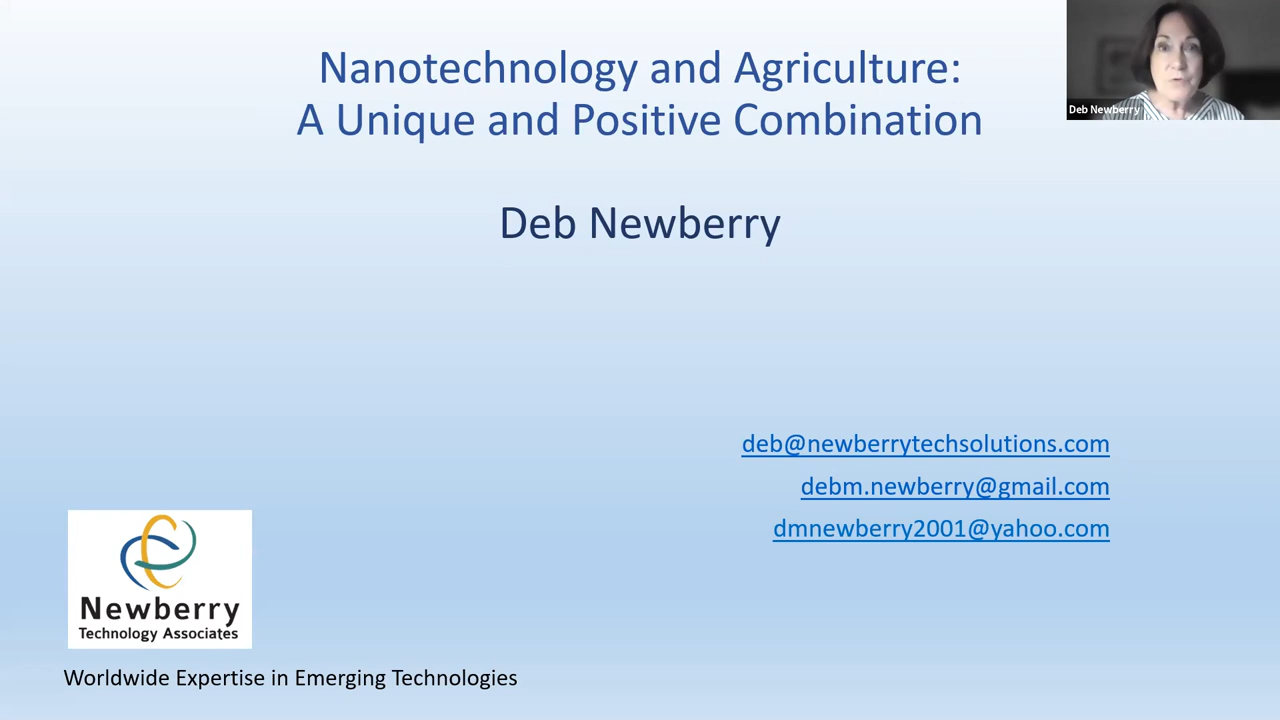 Nanotechnology and Agriculture:
A Unique and Positive Combination
Deb Newberry
Deb Newberry
deb@newberrytechsolutions.com
debm.newberry@gmail.com
dmnewberry2001@yahoo.com
Newberry
Technology Associates
Worldwide Expertise in Emerging Technologies